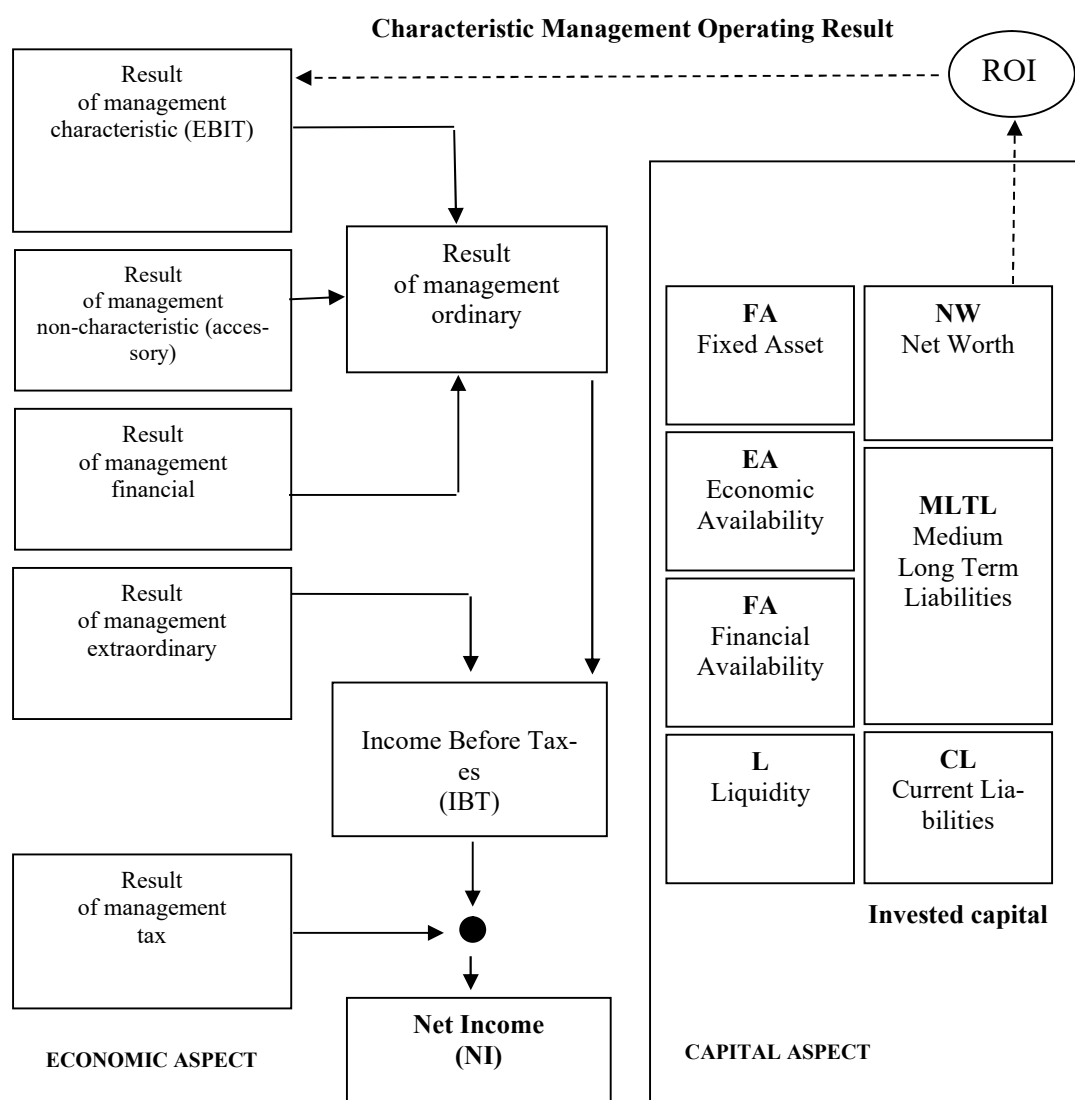 Characteristic Management Operating Result
ROI
Result
of management
characteristic (EBIT)
Result
of management
non-characteristic (acces-
sory)
Result
of management
financial
Result
of management
extraordinary
Result
of management
tax
ECONOMIC ASPECT
Result
of management
ordinary
Income Before Tax-
es
(IBT)
Net Income
(NI)
FA
Fixed Asset
EA
Economic
Availability
FA
Financial
Availability
L
Liquidity
NW
Net Worth
MLTL
Medium
Long Term
Liabilities
CL
Current Lia-
bilities
Invested capital
CAPITAL ASPECT